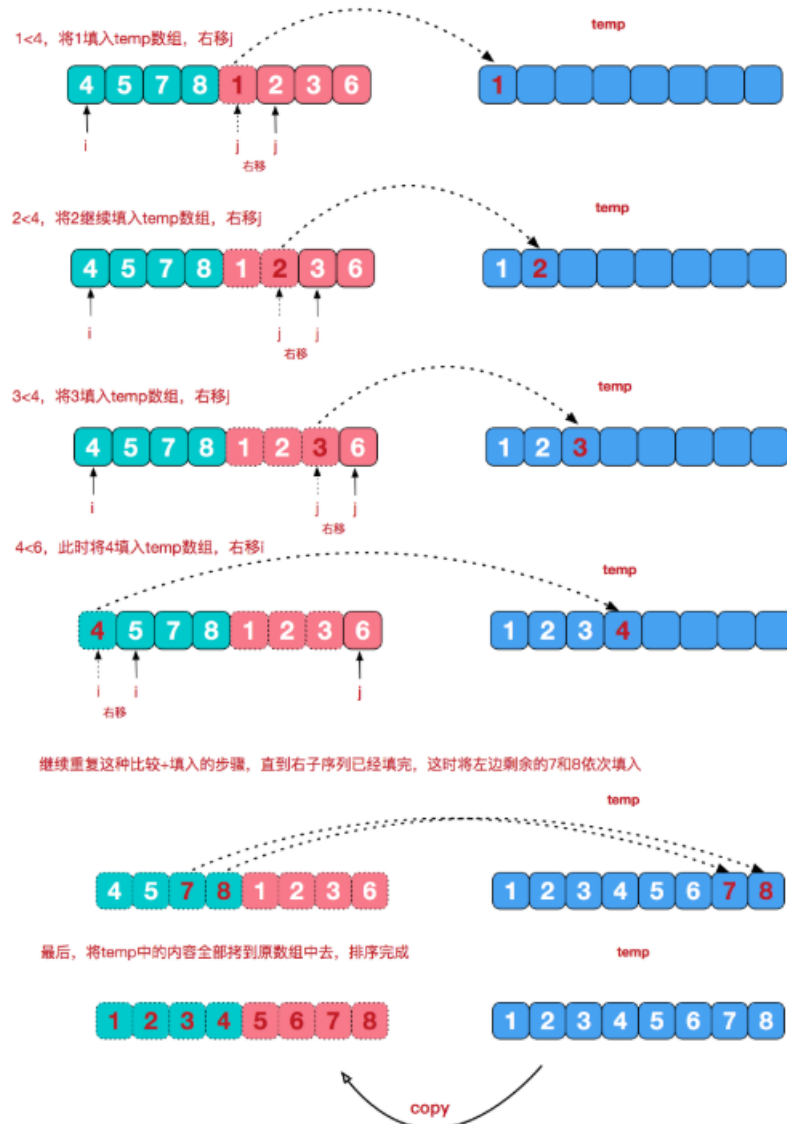 1<4，将1填入temp数组，右移j
temp
4 5 7 8 1 2 3 6
1
i j j
右移
2<4，将2继续填入temp数组，右移j
temp
4 5 7 8 1 2 3 6
1 2
i j j
右移
3<4，将3填入temp数组，右移j
temp
4 5 7 8 1 2 3 6
1 2 3
i j j
右移
4<6，此时将4填入temp数组，右移i
temp
4 5 7 8 1 2 3 6
1 2 3 4
i i j
右移
继续重复这种比较+填入的步骤，直到右子序列已经填完，这时将左边剩余的7和8依次填入
temp
4 5 7 8 1 2 3 6
1 2 3 4 5 6 7 8
最后，将temp中的内容全部拷到原数组中去，排序完成
temp
1 2 3 4 5 6 7 8
1 2 3 4 5 6 7 8
copy